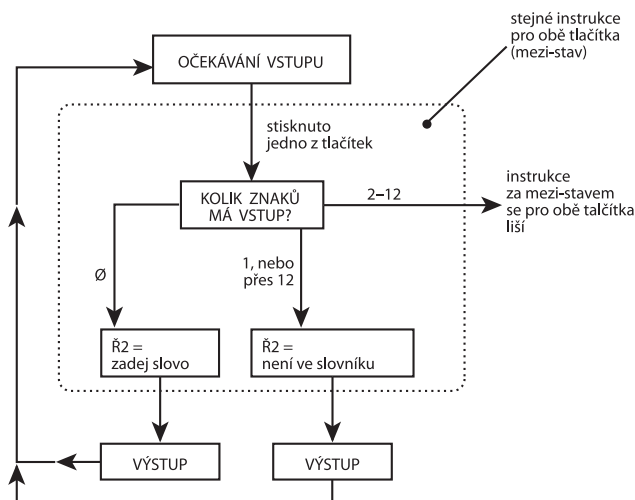 stejné instrukce
pro obě tlačítka
(mezi-stav)
OČEKÁVÁNÍ VSTUPU
stisknuto
jedno z tlačítek
KOLIK ZNAKŮ
MÁ VSTUP?
2–12
instrukce
za mezi-stavem
se pro obě talčítka
liší
Ø
1, nebo
přes 12
Ř2 =
zadej slovo
Ř2 =
není ve slovníku
VÝSTUP
VÝSTUP